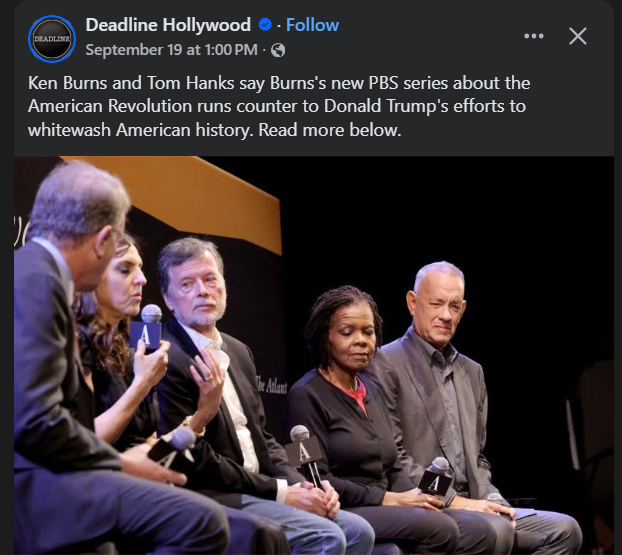 DEADLINE
Deadline Hollywood · Follow
September 19 at 1:00 PM ·
Ken Burns and Tom Hanks say Burns's new PBS series about the
American Revolution runs counter to Donald Trump's efforts to
whitewash American history. Read more below.
A
The Atlant
A
A